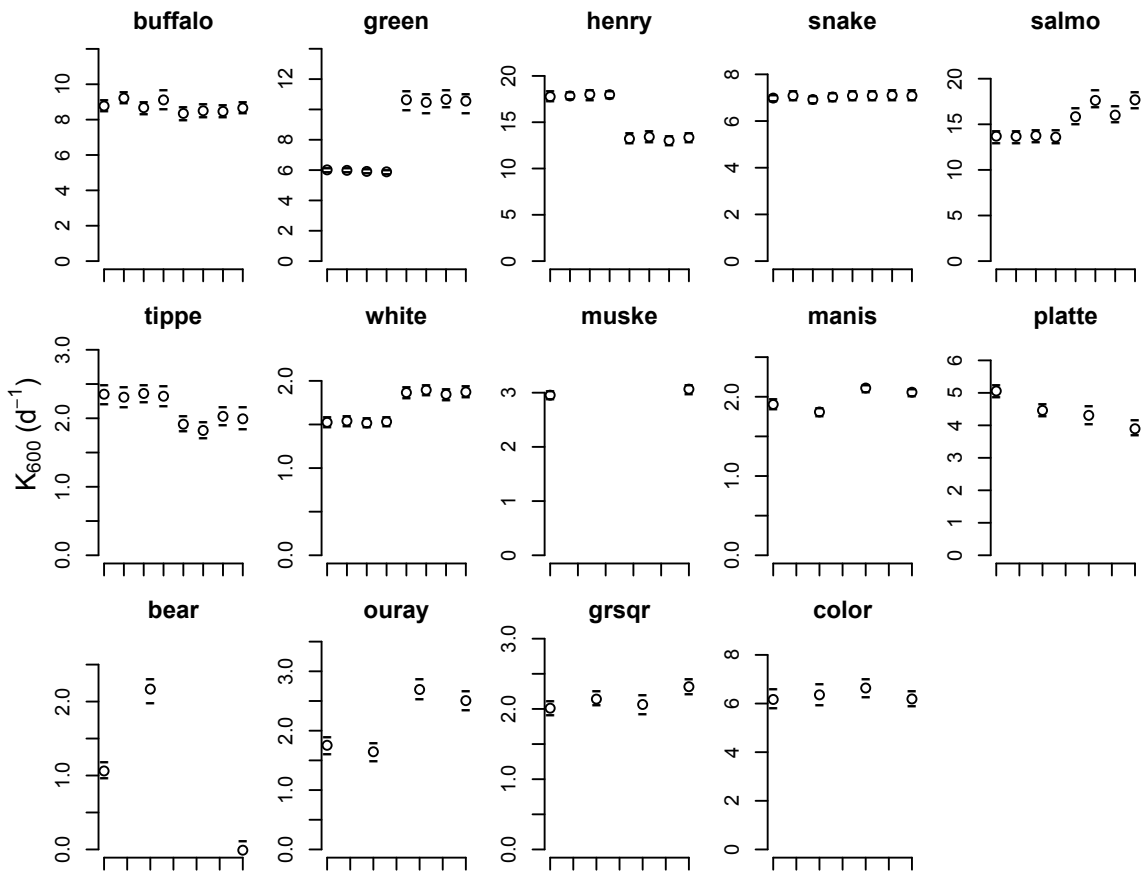 buffalo green henry snake salmo
0 2 4 6 8 10
0 2 4 6 8 12
0 5 10 15 20
0 2 4 6 8
0 5 10 15 20
K600 (d−1)
tippe white muske manis platte
0.0 1.0 2.0 3.0
0.0 1.0 2.0
0 1 2 3
0.0 1.0 2.0
0 1 2 3 4 5 6
bear ouray grsqr color
0.0 1.0 2.0
0.0 1.0 2.0 3.0
0.0 1.0 2.0 3.0
0 2 4 6 8